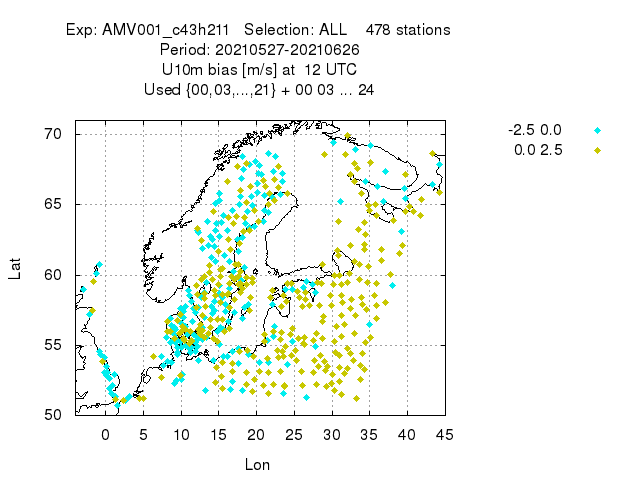 Exp: AMV001_c43h211 Selection: ALL 478 stations
Period: 20210527-20210626
U10m bias [m/s] at 12 UTC
Used {00,03,...,21} + 00 03 ... 24
-2.5 0.0
0.0 2.5
70
65
60
55
50
Lat
0 5 10 15 20 25 30 35 40 45
Lon